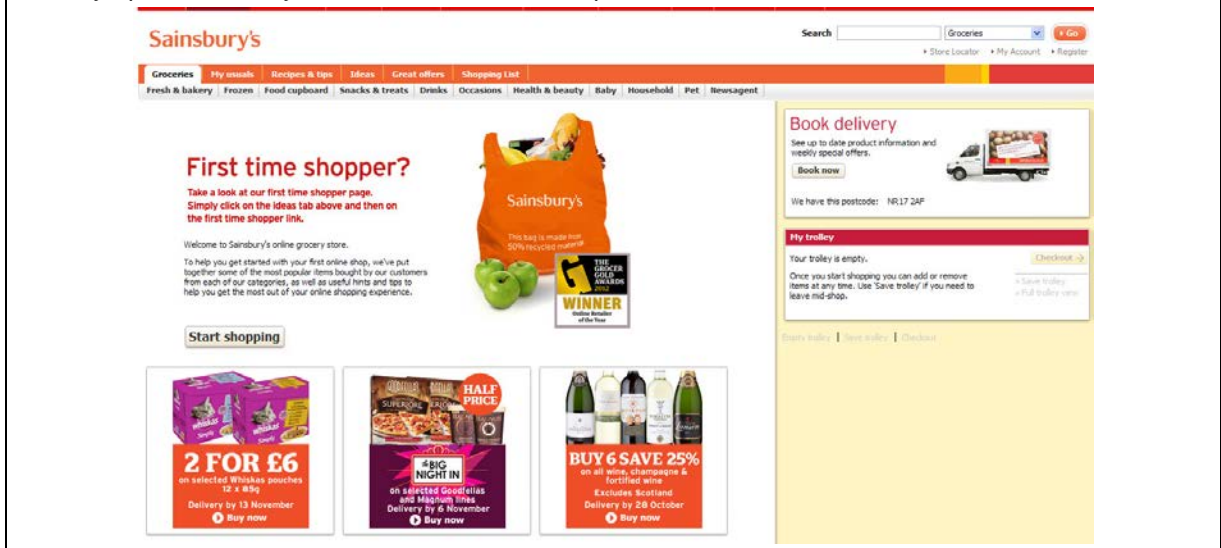 Sainsbury's
Search
Groceries
Go
Store Locator
My Account
Register
Groceries
My usuals
Recipes & tips
Ideas
Great offers
Shopping List
Fresh & bakery
Frozen
Food cupboard
Snacks & treats
Drinks
Occasions
Health & beauty
Baby
Household
Pet
Newsagent
First time shopper?
Take a look at our first time shopper page.
Simply click on the ideas tab above and then on
the first time shopper link.
Welcome to Sainsbury's online grocery store.
To help you get started with your first online shop, we've put
together some of the most popular items bought by our customers
from each of our categories, as well as useful hints and tips to
help you get the most out of your online shopping experience.
Start shopping
Sainsbury's
This bag is made from
50% recycled material
THE
GROCER
GOLD
AWARDS
2012
WINNER
Online Retailer
of the Year
Book delivery
See up to date product information and
weekly special offers.
Book now
We have this postcode: NR17 2AF
My trolley
Your trolley is empty.
Checkout
Once you start shopping you can add or remove
items at any time. Use 'Save trolley' if you need to
leave mid-shop.
Save trolley
Full trolley view
Empty trolley | Save trolley | Checkout
whiskas
Simply
whiskas
Simply
2 FOR £6
on selected Whiskas pouches
12 x 85g
Delivery by 13 November
Buy now
SUPERIORE
HALF
PRICE
the BIG
NIGHT IN
on selected Goodfellas
and Magnum lines
Delivery by 6 November
Buy now
BUY 6 SAVE 25%
on all wine, champagne &
fortified wine
Excludes Scotland
Delivery by 28 October
Buy now